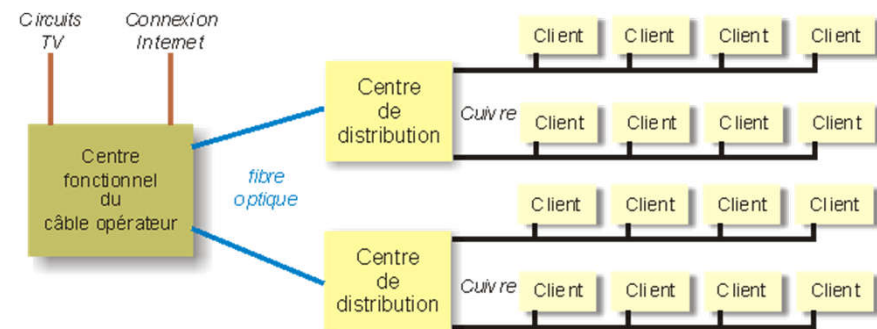 Circuits
TV
Connexion
Internet
Centre
fonctionnel
du
câble opérateur
fibre
optique
Centre
de
distribution
Cuivre
Client Client Client Client
Client Client Client Client
Centre
de
distribution
Cuivre
Client Client Client Client
Client Client Client Client